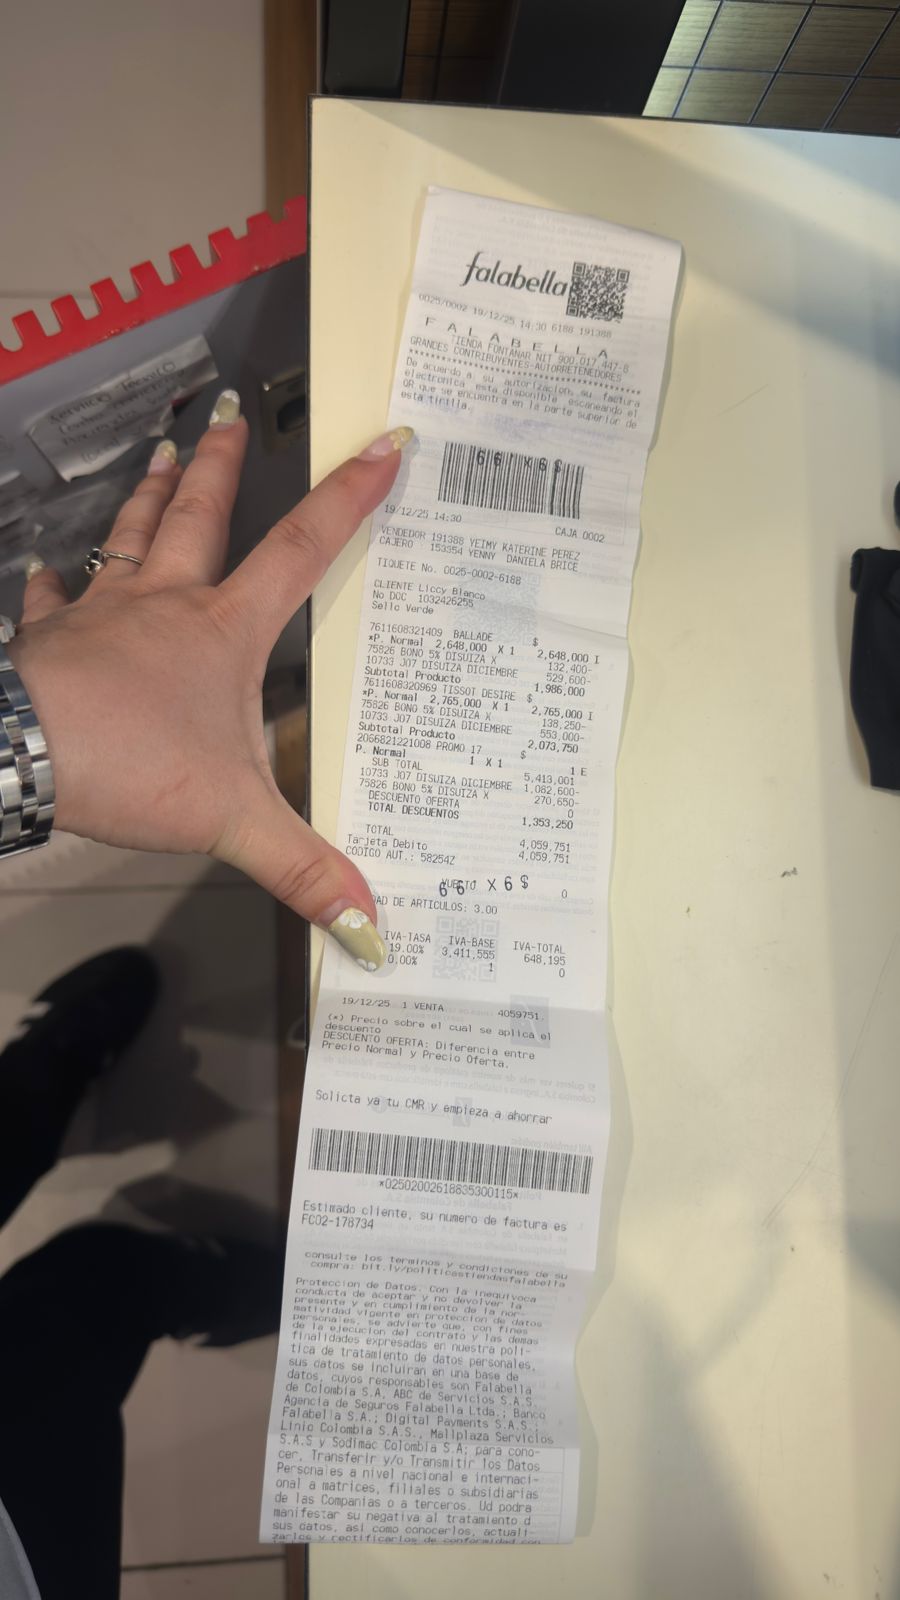 falabella
0025/0002 19/12/25 14:30 6188 191388
F A L A B E L L A
TIENDA FONTANAR NIT 900.017.447-8
GRANDES CONTRIBUYENTES-AUTORRETENEDORES
****************************************
De acuerdo a su autorizacion, su factura
electronica esta disponible escaneando el
QR que se encuentra en la parte superior de
esta tirilla.
66 X6$
19/12/25 14:30 CAJA 0002
VENDEDOR 191388 YEIMY KATERINE PEREZ
CAJERO 153354 YENNY DANIELA BRICE
TIQUETE No. 0025-0002-6188
CLIENTE Liccy Blanco
No DOC 1032426255
Sello Verde
7611608321409 BALLADE $
*P. Normal 2,648,000 X 1 2,648,000 I
75826 BONO 5% DISUIZA X 132,400-
10733 J07 DISUIZA DICIEMBRE 529,600-
Subtotal Producto 1,986,000
7611608320969 TISSOT DESIRE $
*P. Normal 2,765,000 X 1 2,765,000 I
75826 BONO 5% DISUIZA X 138,250-
10733 J07 DISUIZA DICIEMBRE 553,000-
Subtotal Producto 2,073,750
2066821221008 PROMO 17 $
P. Normal 1 X 1 1 E
SUB TOTAL 5,413,001
10733 J07 DISUIZA DICIEMBRE 1,082,600-
75826 BONO 5% DISUIZA X 270,650-
DESCUENTO OFERTA 0
TOTAL DESCUENTOS 1,353,250
TOTAL 4,059,751
Tarjeta Debito 4,059,751
CODIGO AUT.: 58254Z
VUELTO 0
66 X6$
DAD DE ARTICULOS: 3.00
IVA-TASA IVA-BASE IVA-TOTAL
19.00% 3,411,555 648,195
0.00% 1 0
19/12/25 1 VENTA 4059751.
(*) Precio sobre el cual se aplica el
descuento
DESCUENTO OFERTA: Diferencia entre
Precio Normal y Precio Oferta.
Solicta ya tu CMR y empieza a ahorrar
*02502002618835300115*
Estimado cliente, su numero de factura es
FC02-178734
consulte los terminos y condiciones de su
compra: bit.ly/politicastiendasfalabella
Proteccion de Datos. Con la inequivoca
conducta de aceptar y no devolver la
presente y en cumplimiento de la nor-
matividad vigente en proteccion de datos
personales, se advierte que, con fines
de la ejecucion del contrato y las demas
finalidades expresadas en nuestra poli-
tica de tratamiento de datos personales,
sus datos se incluiran en una base de
datos, cuyos responsables son Falabella
de Colombia S.A, ABC de Servicios S.A.S,
Agencia de Seguros Falabella Ltda.; Banco
Falabella S.A.; Digital Payments S.A.S.;
Linio Colombia S.A.S., Mallplaza Servicios
S.A.S y Sodimac Colombia S.A; para cono-
cer, Transferir y/o Transmitir los Datos
Personales a nivel nacional e internaci-
onal a matrices, filiales o subsidiarias
de las Companias o a terceros. Ud podra
manifestar su negativa al tratamiento d
sus datos, asi como conocerlos, actuali-
zarlos y rectificarlos de conformidad con
Servicio Tecnico